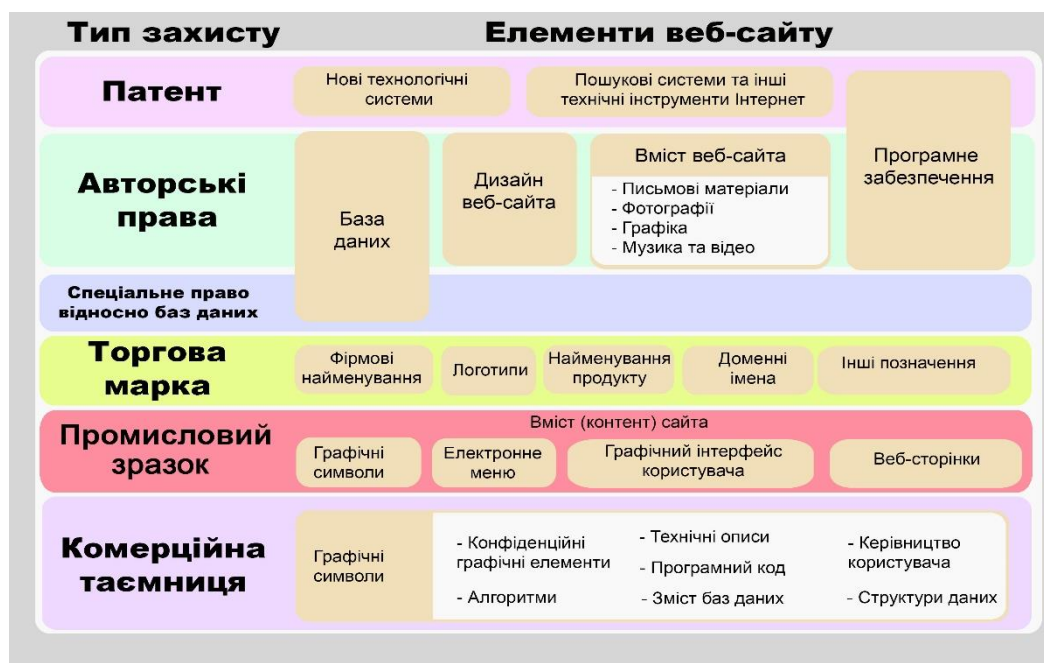 Тип захисту
Елементи веб-сайту
Патент
Нові технологічні
системи
Пошукові системи та інші
технічні інструменти Інтернет
Програмне
забезпечення
Авторські
права
База
даних
Дизайн
веб-сайта
Вміст веб-сайта
- Письмові матеріали
- Фотографії
- Графіка
- Музика та відео
Спеціальне право
відносно баз даних
Торгова
марка
Фірмові
найменування
Логотипи
Найменування
продукту
Доменні
імена
Інші позначення
Промисловий
зразок
Вміст (контент) сайта
Графічні
символи
Електронне
меню
Графічний інтерфейс
користувача
Веб-сторінки
Комерційна
таємниця
Графічні
символи
- Конфіденційні
графічні елементи
- Алгоритми
- Технічні описи
- Програмний код
- Зміст баз даних
- Керівництво
користувача
- Структури даних